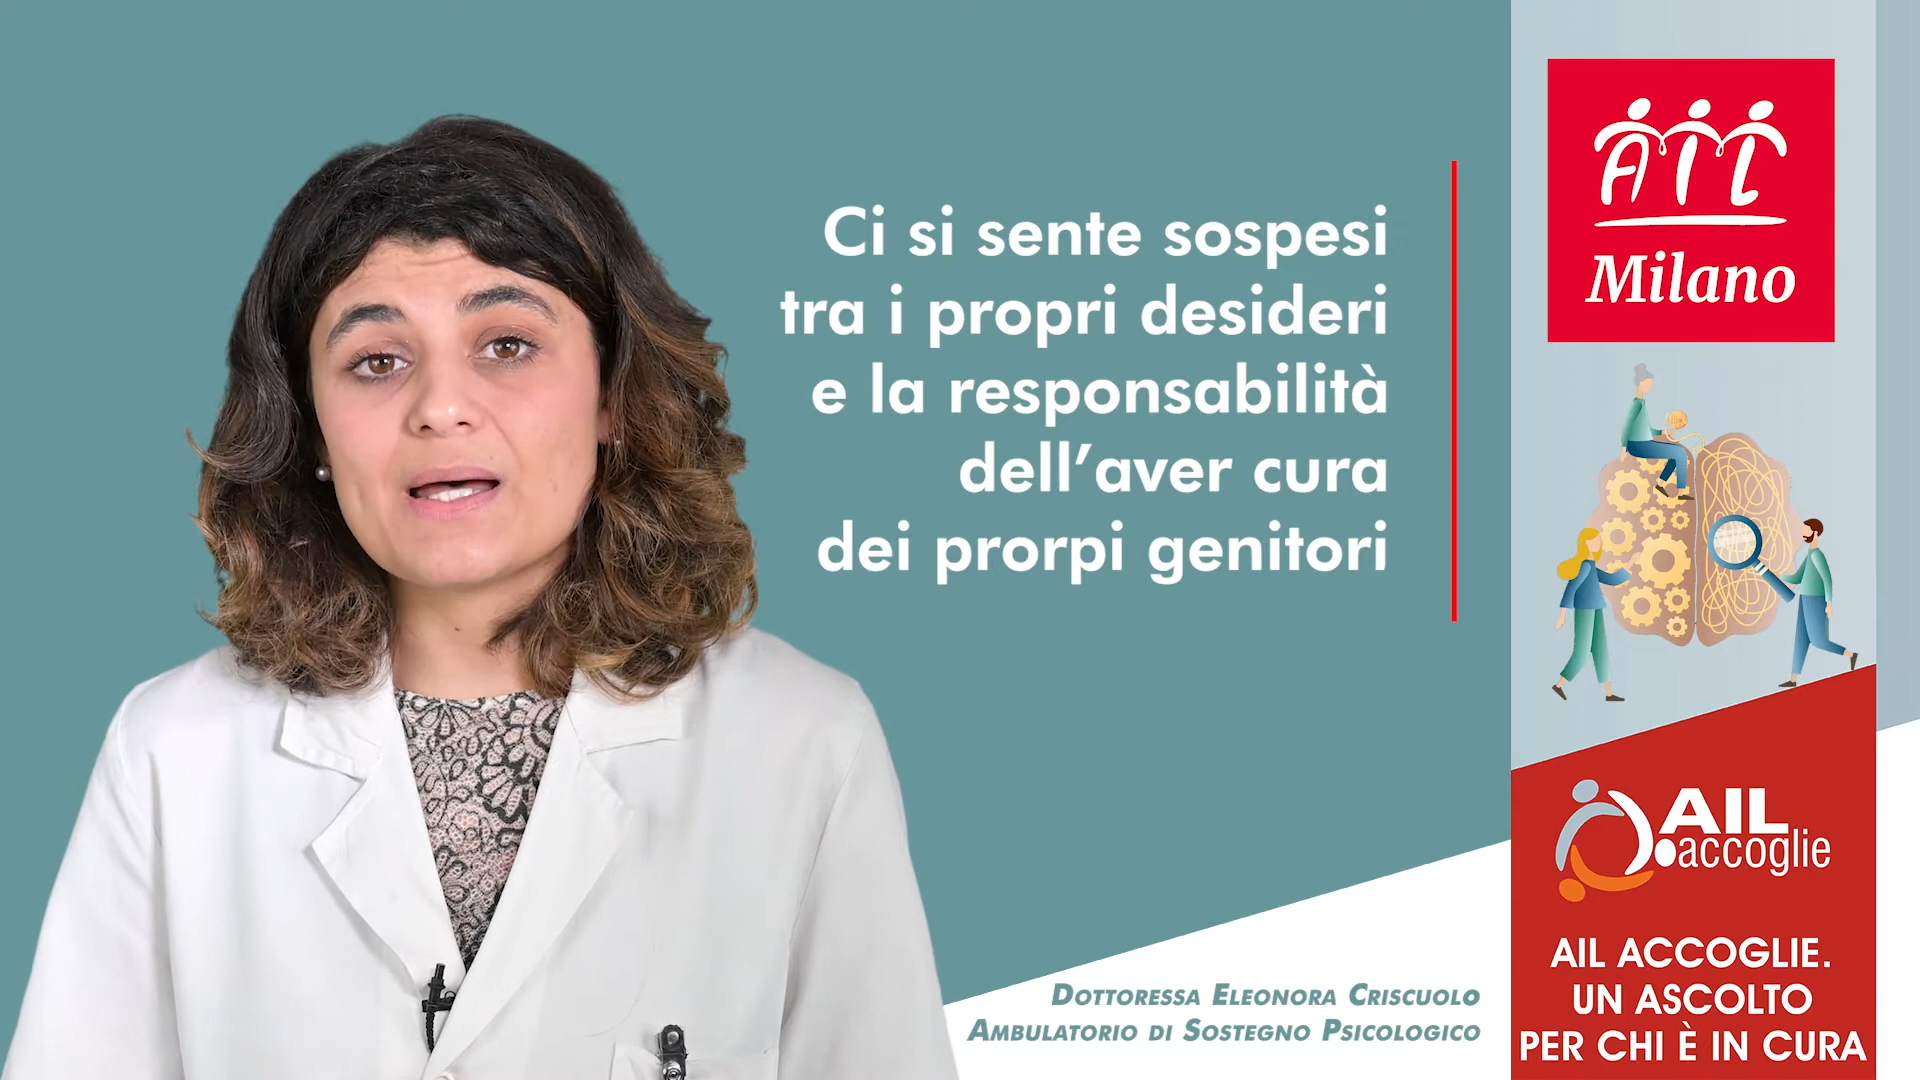 Ci si sente sospesi
tra i propri desideri
e la responsabilità
dell’aver cura
dei prorpi genitori
AIL
Milano
AIL
accoglie
AIL ACCOGLIE.
UN ASCOLTO
PER CHI È IN CURA
Dottoressa Eleonora Criscuolo
Ambulatorio di Sostegno Psicologico